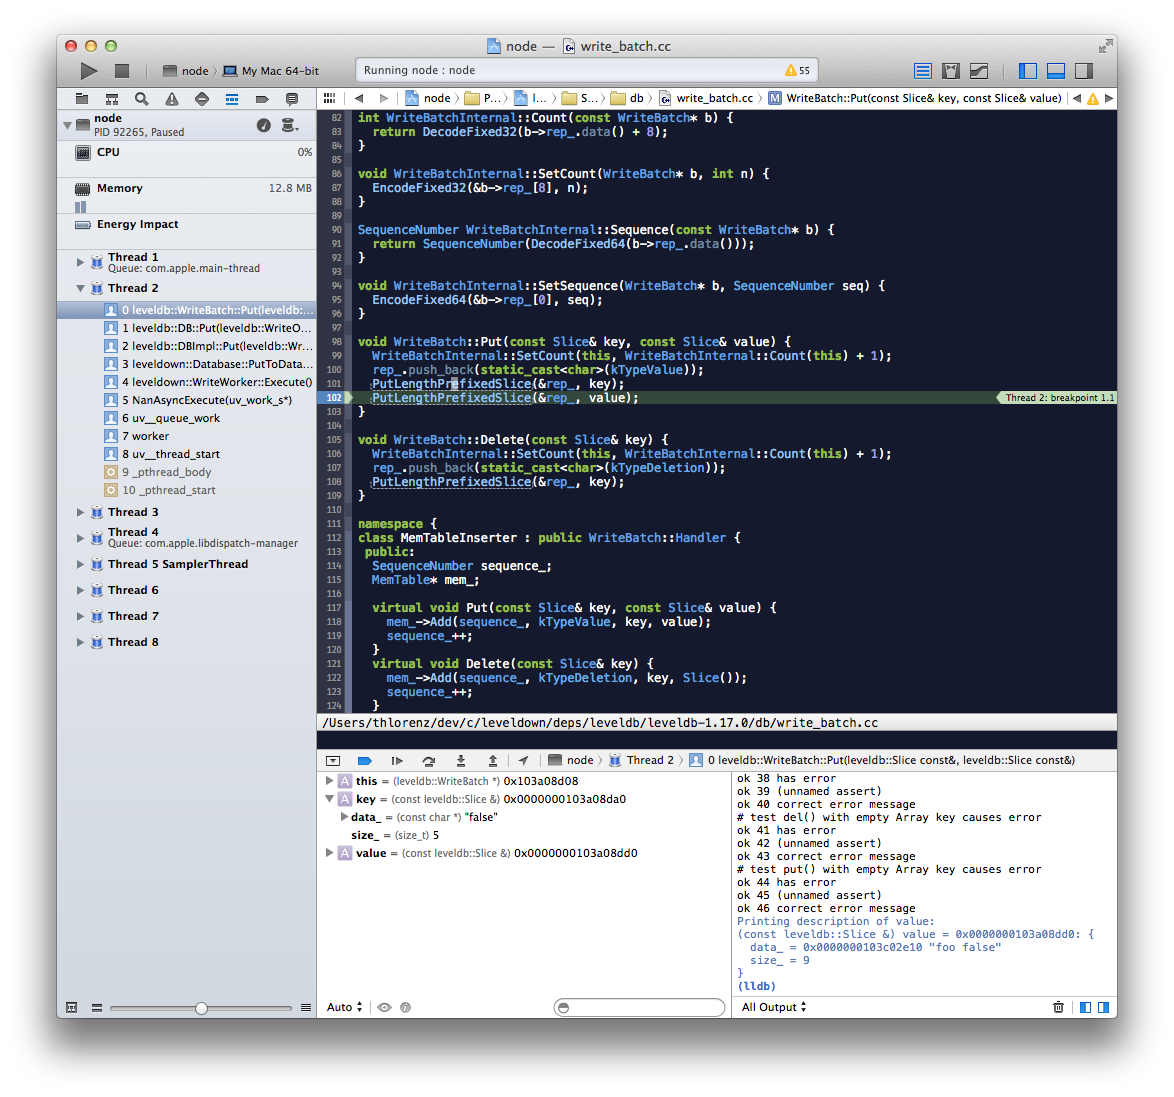 node — write_batch.cc
node 〉 My Mac 64-bit
Running node : node
55
node 〉 P... 〉 l... 〉 S... 〉 db 〉 write_batch.cc 〉 M WriteBatch::Put(const Slice& key, const Slice& value)
node
PID 92265, Paused
CPU 0%
Memory 12.8 MB
Energy Impact
Thread 1
Queue: com.apple.main-thread
Thread 2
0 leveldb::WriteBatch::Put(leveldb:...
1 leveldb::DB::Put(leveldb::WriteO...
2 leveldb::DBImpl::Put(leveldb::Wr...
3 leveldown::Database::PutToData...
4 leveldown::WriteWorker::Execute()
5 NanAsyncExecute(uv_work_s*)
6 uv__queue_work
7 worker
8 uv__thread_start
9 _pthread_body
10 _pthread_start
Thread 3
Thread 4
Queue: com.apple.libdispatch-manager
Thread 5 SamplerThread
Thread 6
Thread 7
Thread 8
82 int WriteBatchInternal::Count(const WriteBatch* b) {
83   return DecodeFixed32(b->rep_.data() + 8);
84 }
85
86 void WriteBatchInternal::SetCount(WriteBatch* b, int n) {
87   EncodeFixed32(&b->rep_[8], n);
88 }
89
90 SequenceNumber WriteBatchInternal::Sequence(const WriteBatch* b) {
91   return SequenceNumber(DecodeFixed64(b->rep_.data()));
92 }
93
94 void WriteBatchInternal::SetSequence(WriteBatch* b, SequenceNumber seq) {
95   EncodeFixed64(&b->rep_[0], seq);
96 }
97
98 void WriteBatch::Put(const Slice& key, const Slice& value) {
99   WriteBatchInternal::SetCount(this, WriteBatchInternal::Count(this) + 1);
100   rep_.push_back(static_cast<char>(kTypeValue));
101   PutLengthPrefixedSlice(&rep_, key);
102   PutLengthPrefixedSlice(&rep_, value); Thread 2: breakpoint 1.1
103 }
104
105 void WriteBatch::Delete(const Slice& key) {
106   WriteBatchInternal::SetCount(this, WriteBatchInternal::Count(this) + 1);
107   rep_.push_back(static_cast<char>(kTypeDeletion));
108   PutLengthPrefixedSlice(&rep_, key);
109 }
110
111 namespace {
112 class MemTableInserter : public WriteBatch::Handler {
113  public:
114   SequenceNumber sequence_;
115   MemTable* mem_;
116
117   virtual void Put(const Slice& key, const Slice& value) {
118     mem_->Add(sequence_, kTypeValue, key, value);
119     sequence_++;
120   }
121   virtual void Delete(const Slice& key) {
122     mem_->Add(sequence_, kTypeDeletion, key, Slice());
123     sequence_++;
124   }
/Users/thlorenz/dev/c/leveldown/deps/leveldb/leveldb-1.17.0/db/write_batch.cc
node 〉 Thread 2 〉 0 leveldb::WriteBatch::Put(leveldb::Slice const&, leveldb::Slice const&)
A this = (leveldb::WriteBatch *) 0x103a08d08
A key = (const leveldb::Slice &) 0x0000000103a08da0
data_ = (const char *) "false"
size_ = (size_t) 5
A value = (const leveldb::Slice &) 0x0000000103a08dd0
ok 38 has error
ok 39 (unnamed assert)
ok 40 correct error message
# test del() with empty Array key causes error
ok 41 has error
ok 42 (unnamed assert)
ok 43 correct error message
# test put() with empty Array key causes error
ok 44 has error
ok 45 (unnamed assert)
ok 46 correct error message
Printing description of value:
(const leveldb::Slice &) value = 0x0000000103a08dd0: {
  data_ = 0x0000000103c02e10 "foo false"
  size_ = 9
}
(lldb)
Auto
All Output